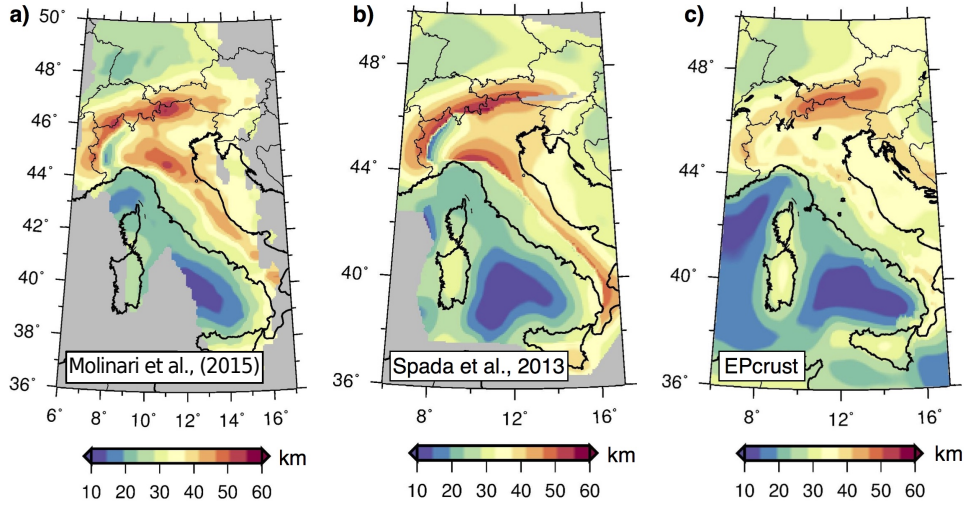 a)
50°
48°
46°
44°
42°
40°
38°
36°
6° 8° 10° 12° 14° 16°
Molinari et al., (2015)
10 20 30 40 50 60 km
b)
48°
44°
40°
36°
8° 12° 16°
Spada et al., 2013
10 20 30 40 50 60 km
c)
48°
44°
40°
36°
8° 12° 16°
EPcrust
10 20 30 40 50 60 km